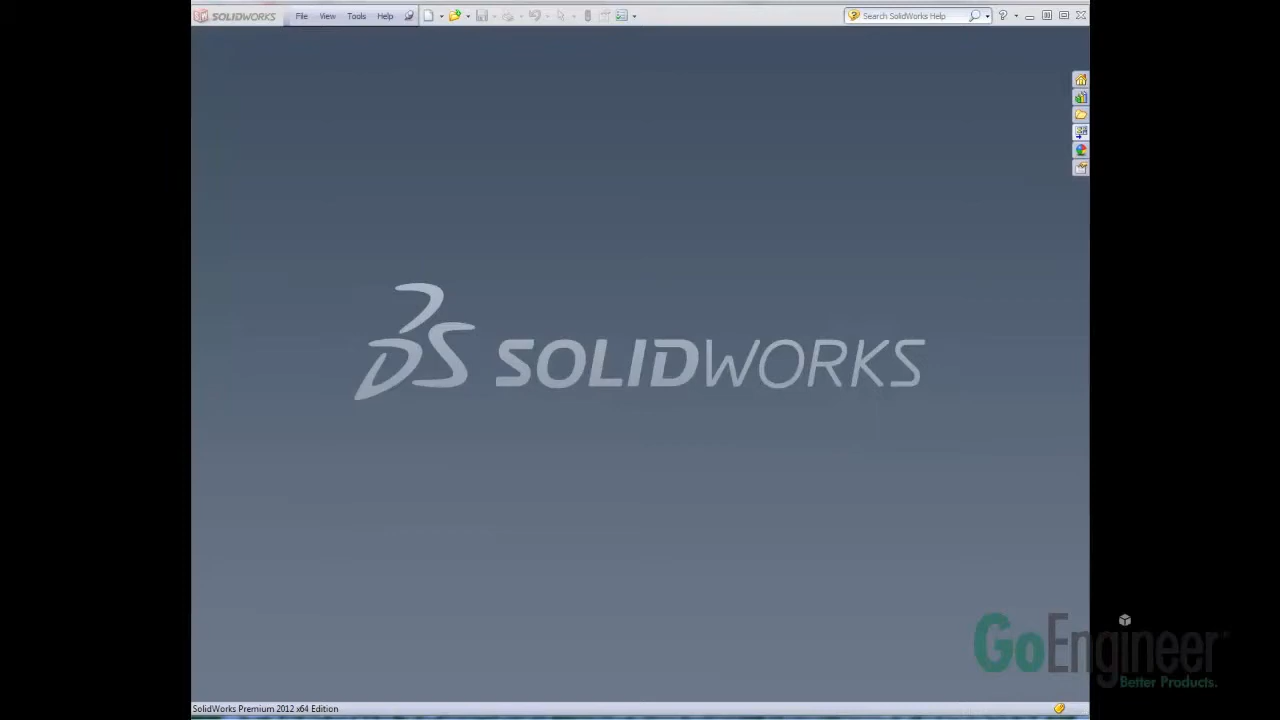 SOLIDWORKS File View Tools Help Search SolidWorks Help
SOLIDWORKS
GoEngineer
Better Products.
SolidWorks Premium 2012 x64 Edition